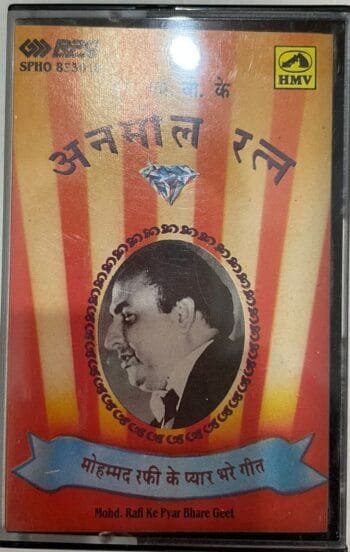 SPHO
HMV
के
अनमोल रत्न
मोहम्मद रफी के प्यार भरे गीत
Mohd. Rafi Ke Pyar Bhare Geet